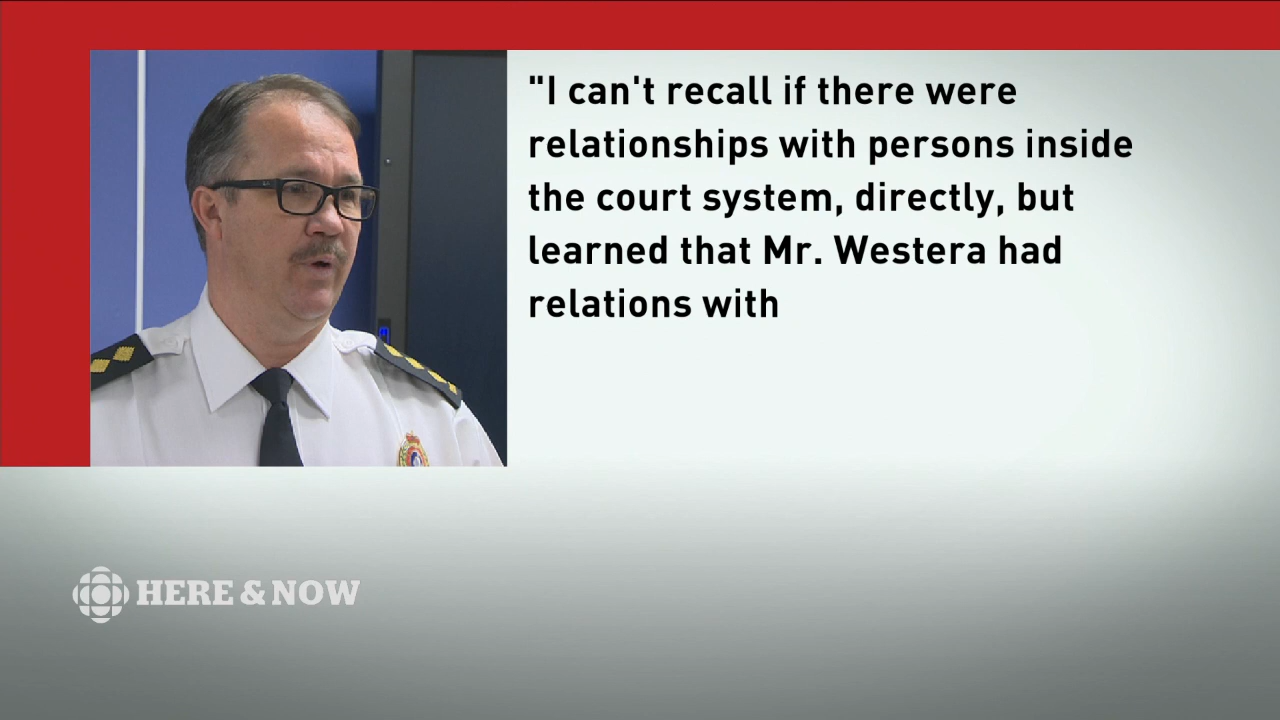 "I can't recall if there were
relationships with persons inside
the court system, directly, but
learned that Mr. Westera had
relations with
HERE & NOW